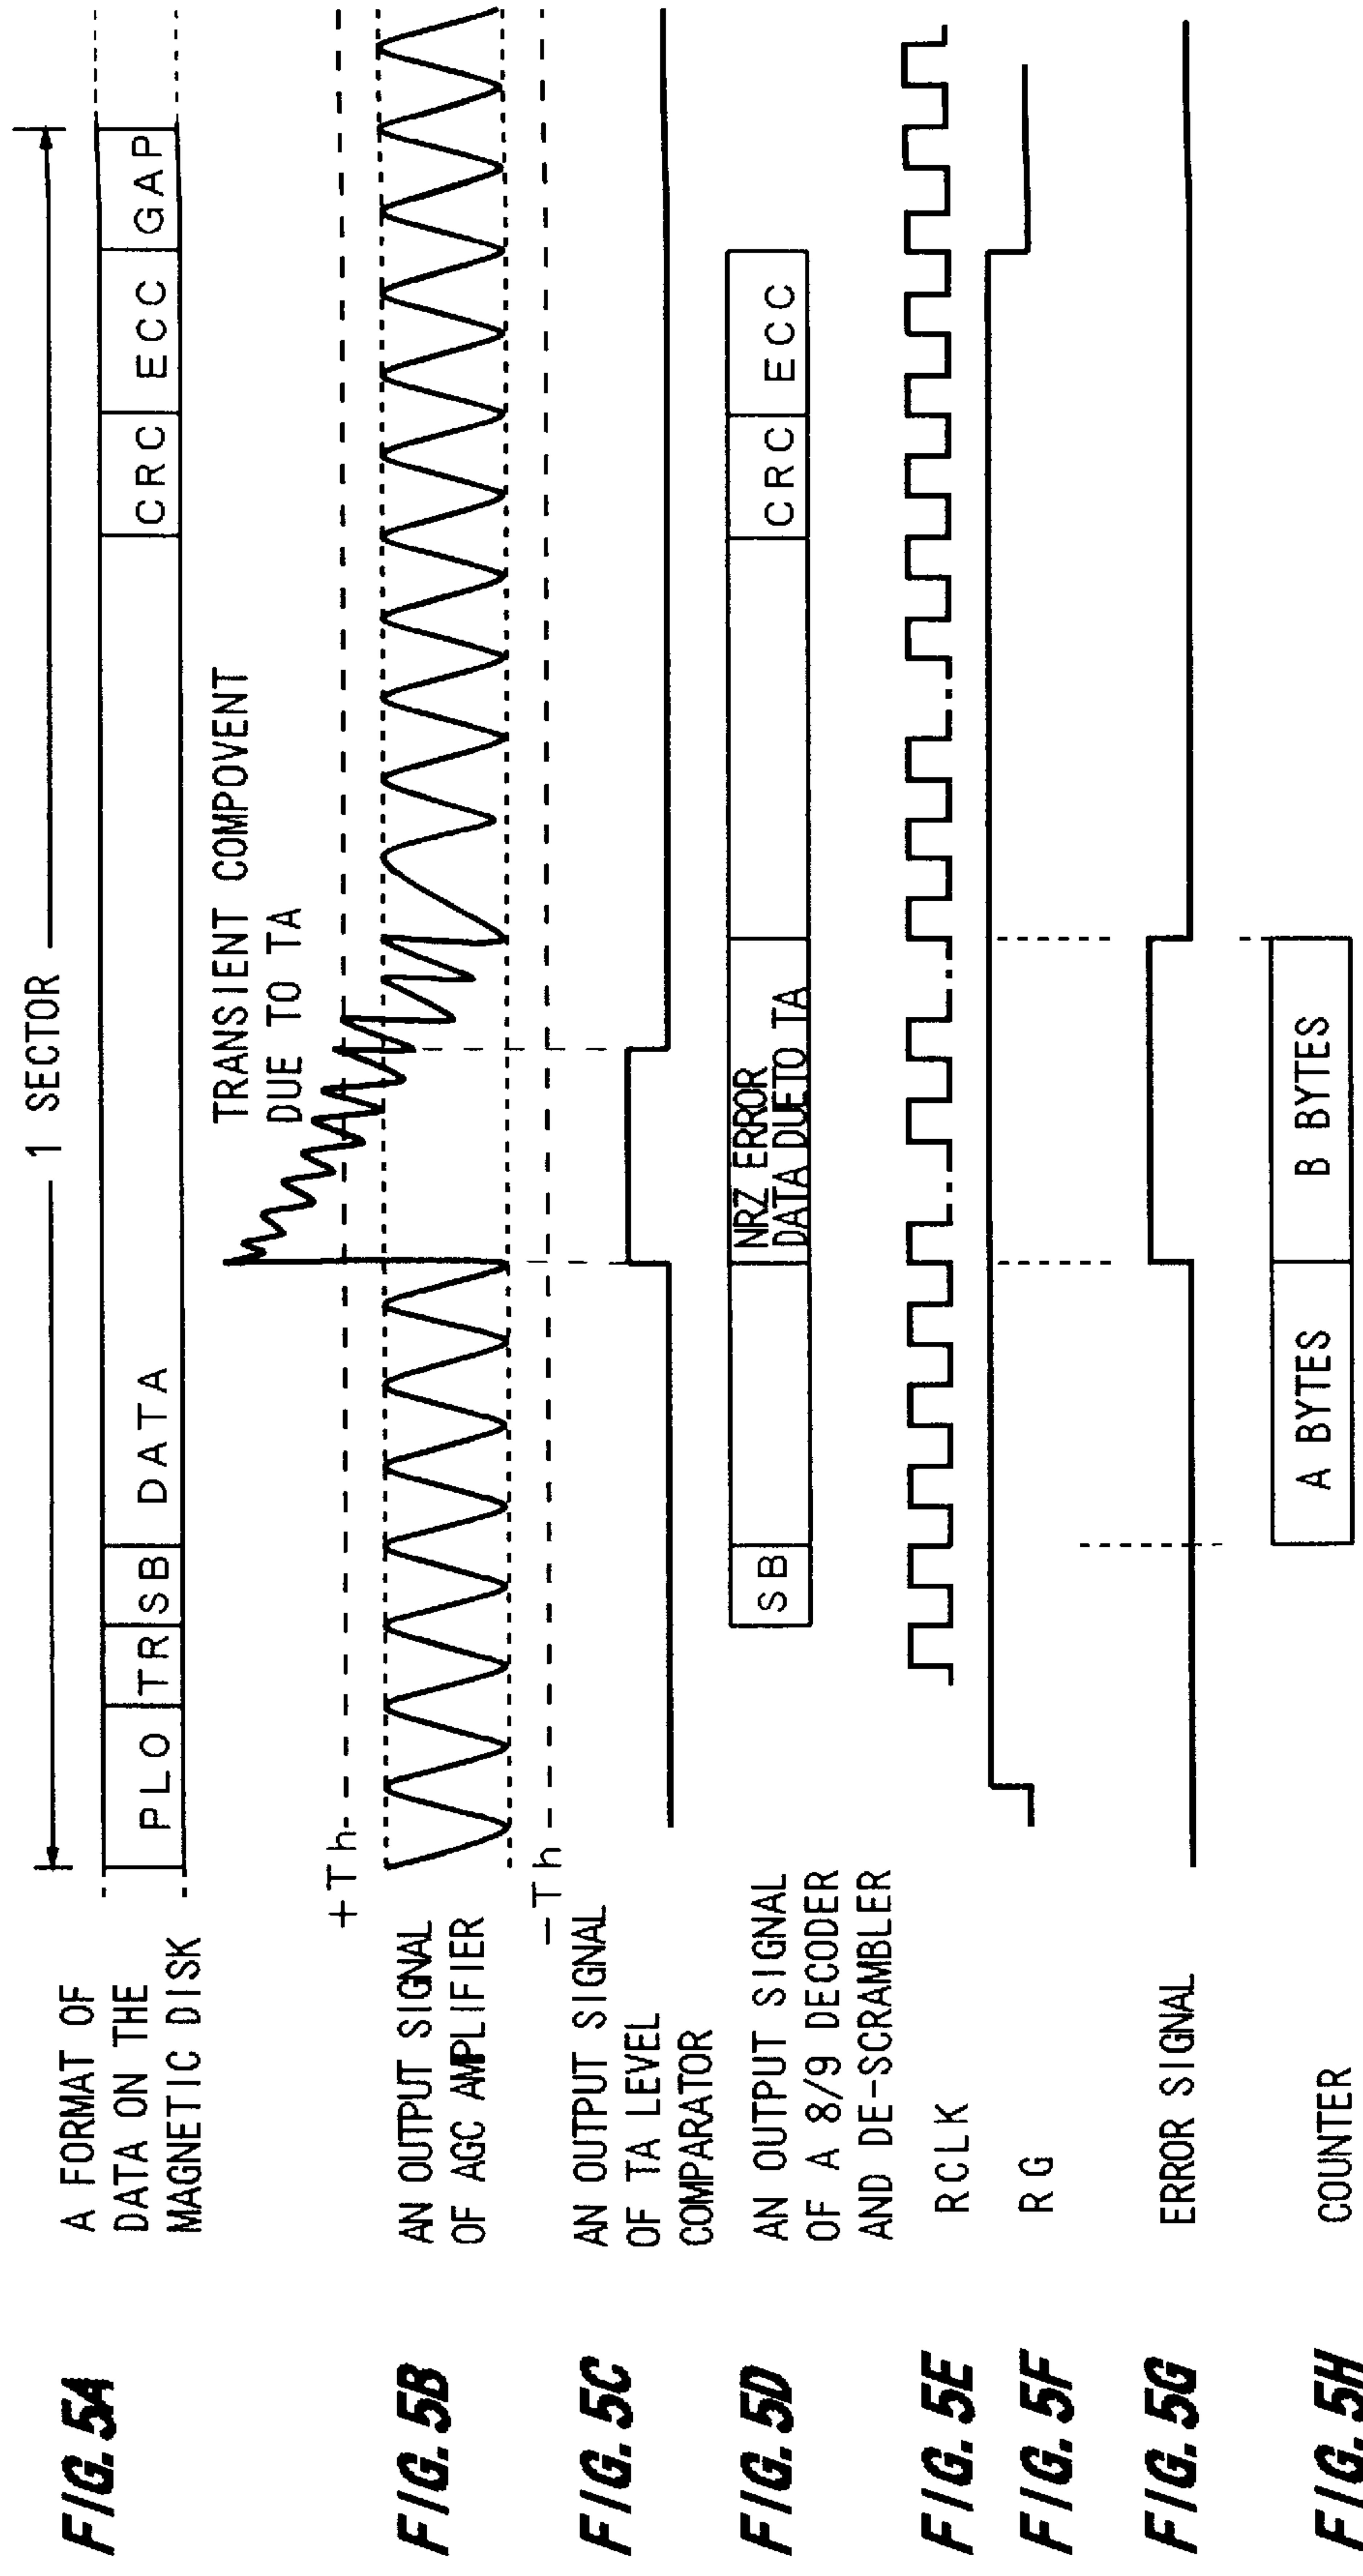 FIG. 5A
A FORMAT OF
DATA ON THE
MAGNETIC DISK
1 SECTOR
PLO TR SB DATA CRC ECC GAP
TRANSIENT COMPOVENT
DUE TO TA
FIG. 5B
AN OUTPUT SIGNAL
OF AGC AMPLIFIER
+Th
-Th
FIG. 5C
AN OUTPUT SIGNAL
OF TA LEVEL
COMPARATOR
FIG. 5D
AN OUTPUT SIGNAL
OF A 8/9 DECODER
AND DE-SCRAMBLER
SB
NRZ ERROR
DATA DUETO TA
CRC ECC
FIG. 5E
RCLK
FIG. 5F
RG
FIG. 5G
ERROR SIGNAL
FIG. 5H
COUNTER
A BYTES B BYTES